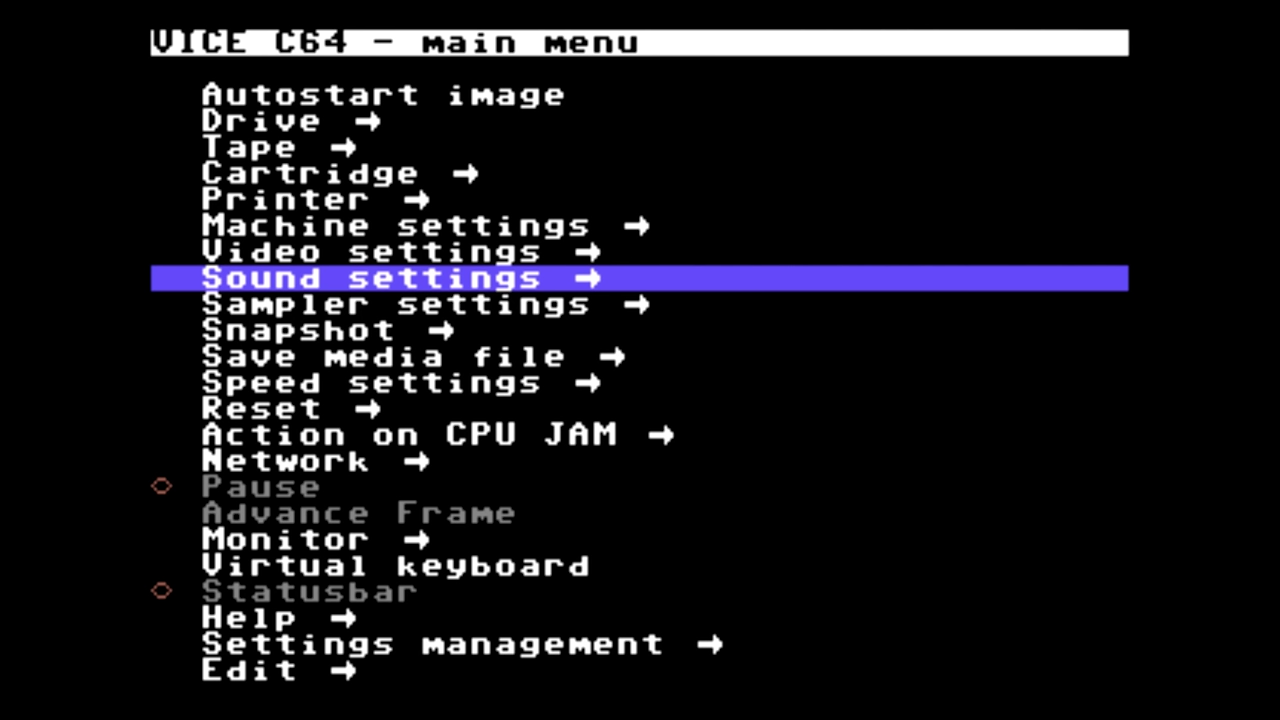 VICE C64 - main menu
Autostart image
Drive →
Tape →
Cartridge →
Printer →
Machine settings →
Video settings →
Sound settings →
Sampler settings →
Snapshot →
Save media file →
Speed settings →
Reset →
Action on CPU JAM →
Network →
Pause
Advance Frame
Monitor →
Virtual keyboard
Statusbar
Help →
Settings management →
Edit →